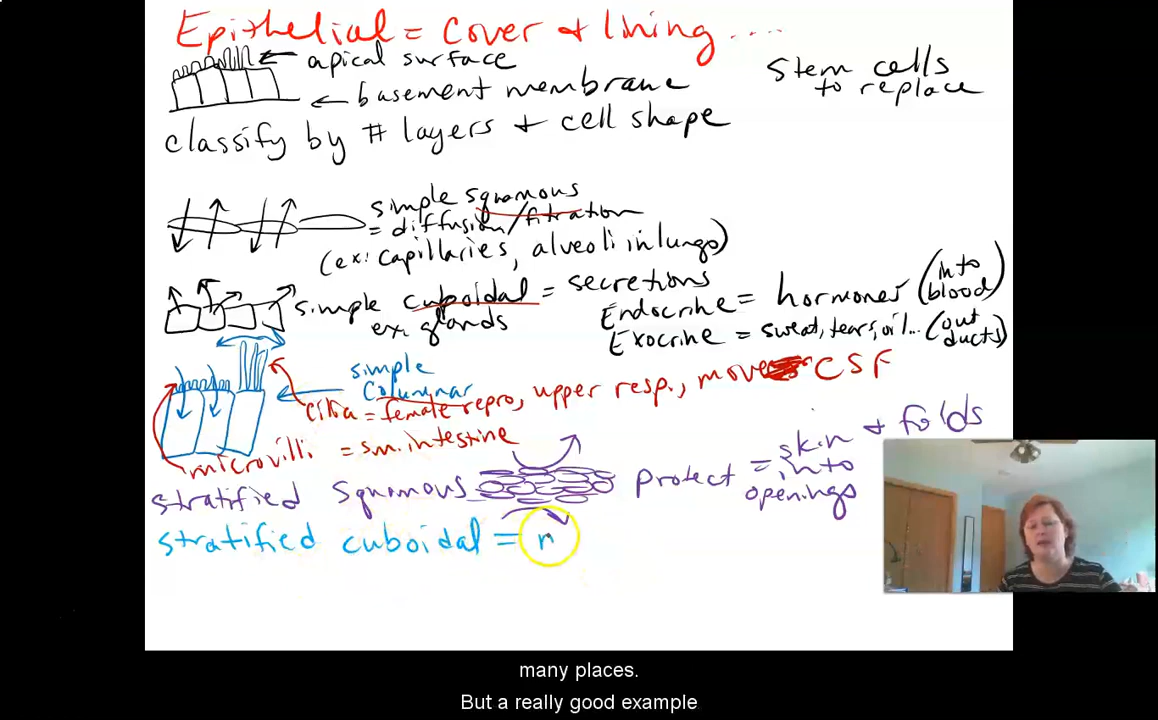 Epithelial = cover & lining ....
← apical surface
← basement membrane
stem cells
to replace
classify by # layers + cell shape
simple squamous
= diffusion/fitration
(ex: capillaries, alveoli in lungs)
simple cuboidal = secretions
ex: glands
Endocrine = hormones (into
blood)
Exocrine = sweat, tears, oil... (out
ducts)
simple
Columnar
cilia = female repro, upper resp., move CSF
microvilli = sm. intestine
stratified squamous
protect = skin & folds
into
openings
stratified cuboidal = r
many places.
But a really good example